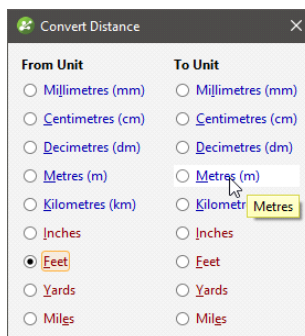 Convert Distance
From Unit To Unit
Millimetres (mm) Millimetres (mm)
Centimetres (cm) Centimetres (cm)
Decimetres (dm) Decimetres (dm)
Metres (m) Metres (m)
Kilometres (km) Kilometr Metres
Inches Inches
Feet Feet
Yards Yards
Miles Miles